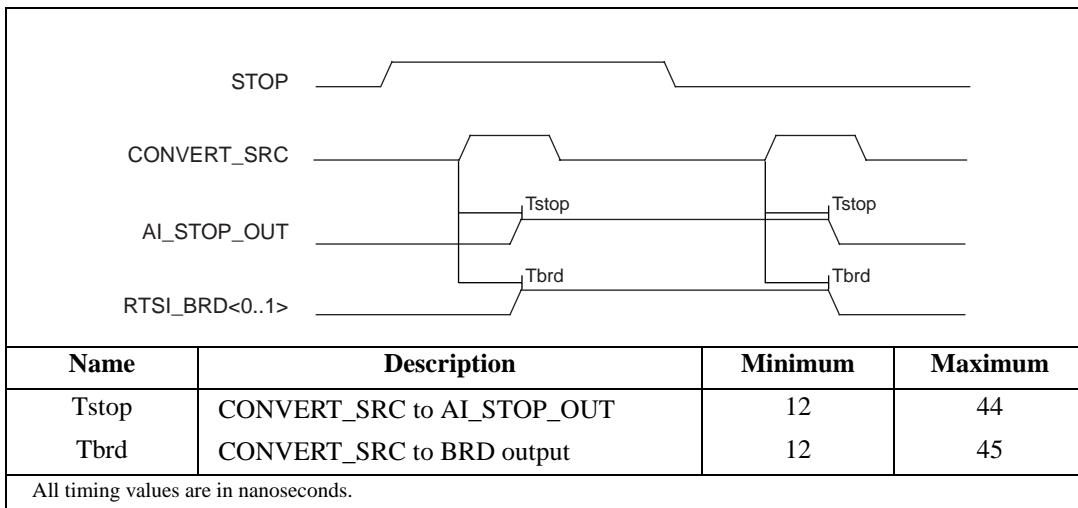 STOP
CONVERT_SRC
Tstop Tstop
AI_STOP_OUT
Tbrd Tbrd
RTSI_BRD<0..1>
Name Description Minimum Maximum
Tstop CONVERT_SRC to AI_STOP_OUT 12 44
Tbrd CONVERT_SRC to BRD output 12 45
All timing values are in nanoseconds.